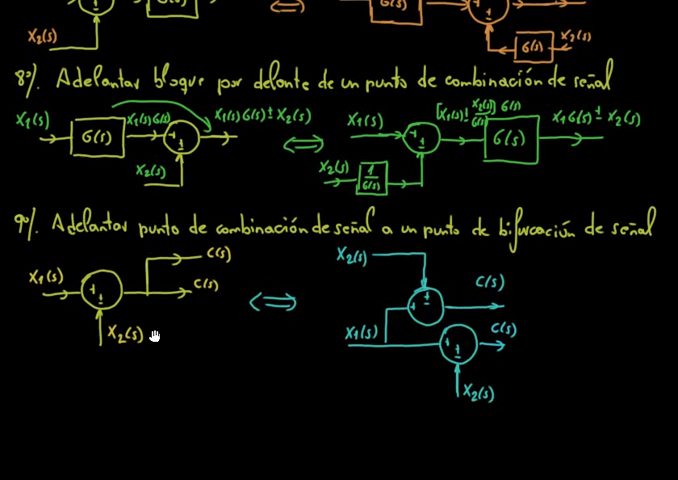 X₂(s) G(s) G(s) ±
G(s) X₂(s)
8º/. Adelantar bloque por delante de un punto de combinación de señal
X₁(s) G(s) X₁(s)G(s) + ± X₁(s)G(s) ± X₂(s) ⇔ X₁(s) + ± [X₁(s) ± X₂(s)/G(s)] G(s) G(s) X₁G(s) ± X₂(s)
X₂(s) X₂(s) 1/G(s)
9º/. Adelantar punto de combinación de señal a un punto de bifurcación de señal
X₁(s) + ± C(s) C(s) ⇔ X₂(s) ± + C(s)
X₂(s) X₁(s) + ± C(s)
X₂(s)